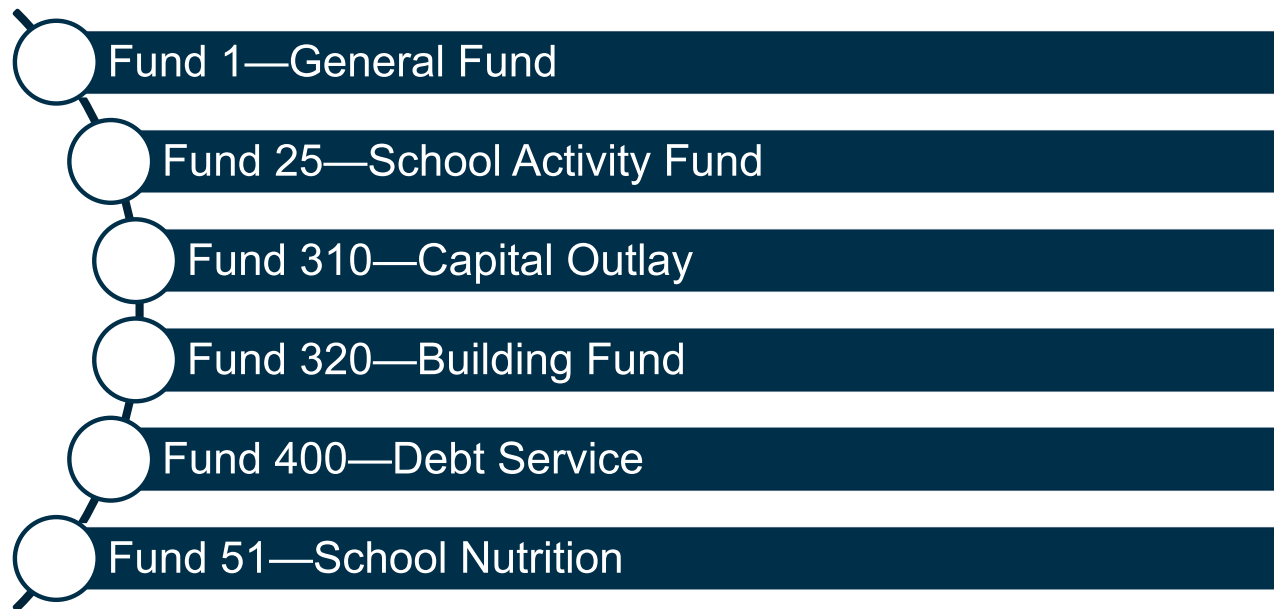 Fund 1—General Fund
Fund 25—School Activity Fund
Fund 310—Capital Outlay
Fund 320—Building Fund
Fund 400—Debt Service
Fund 51—School Nutrition